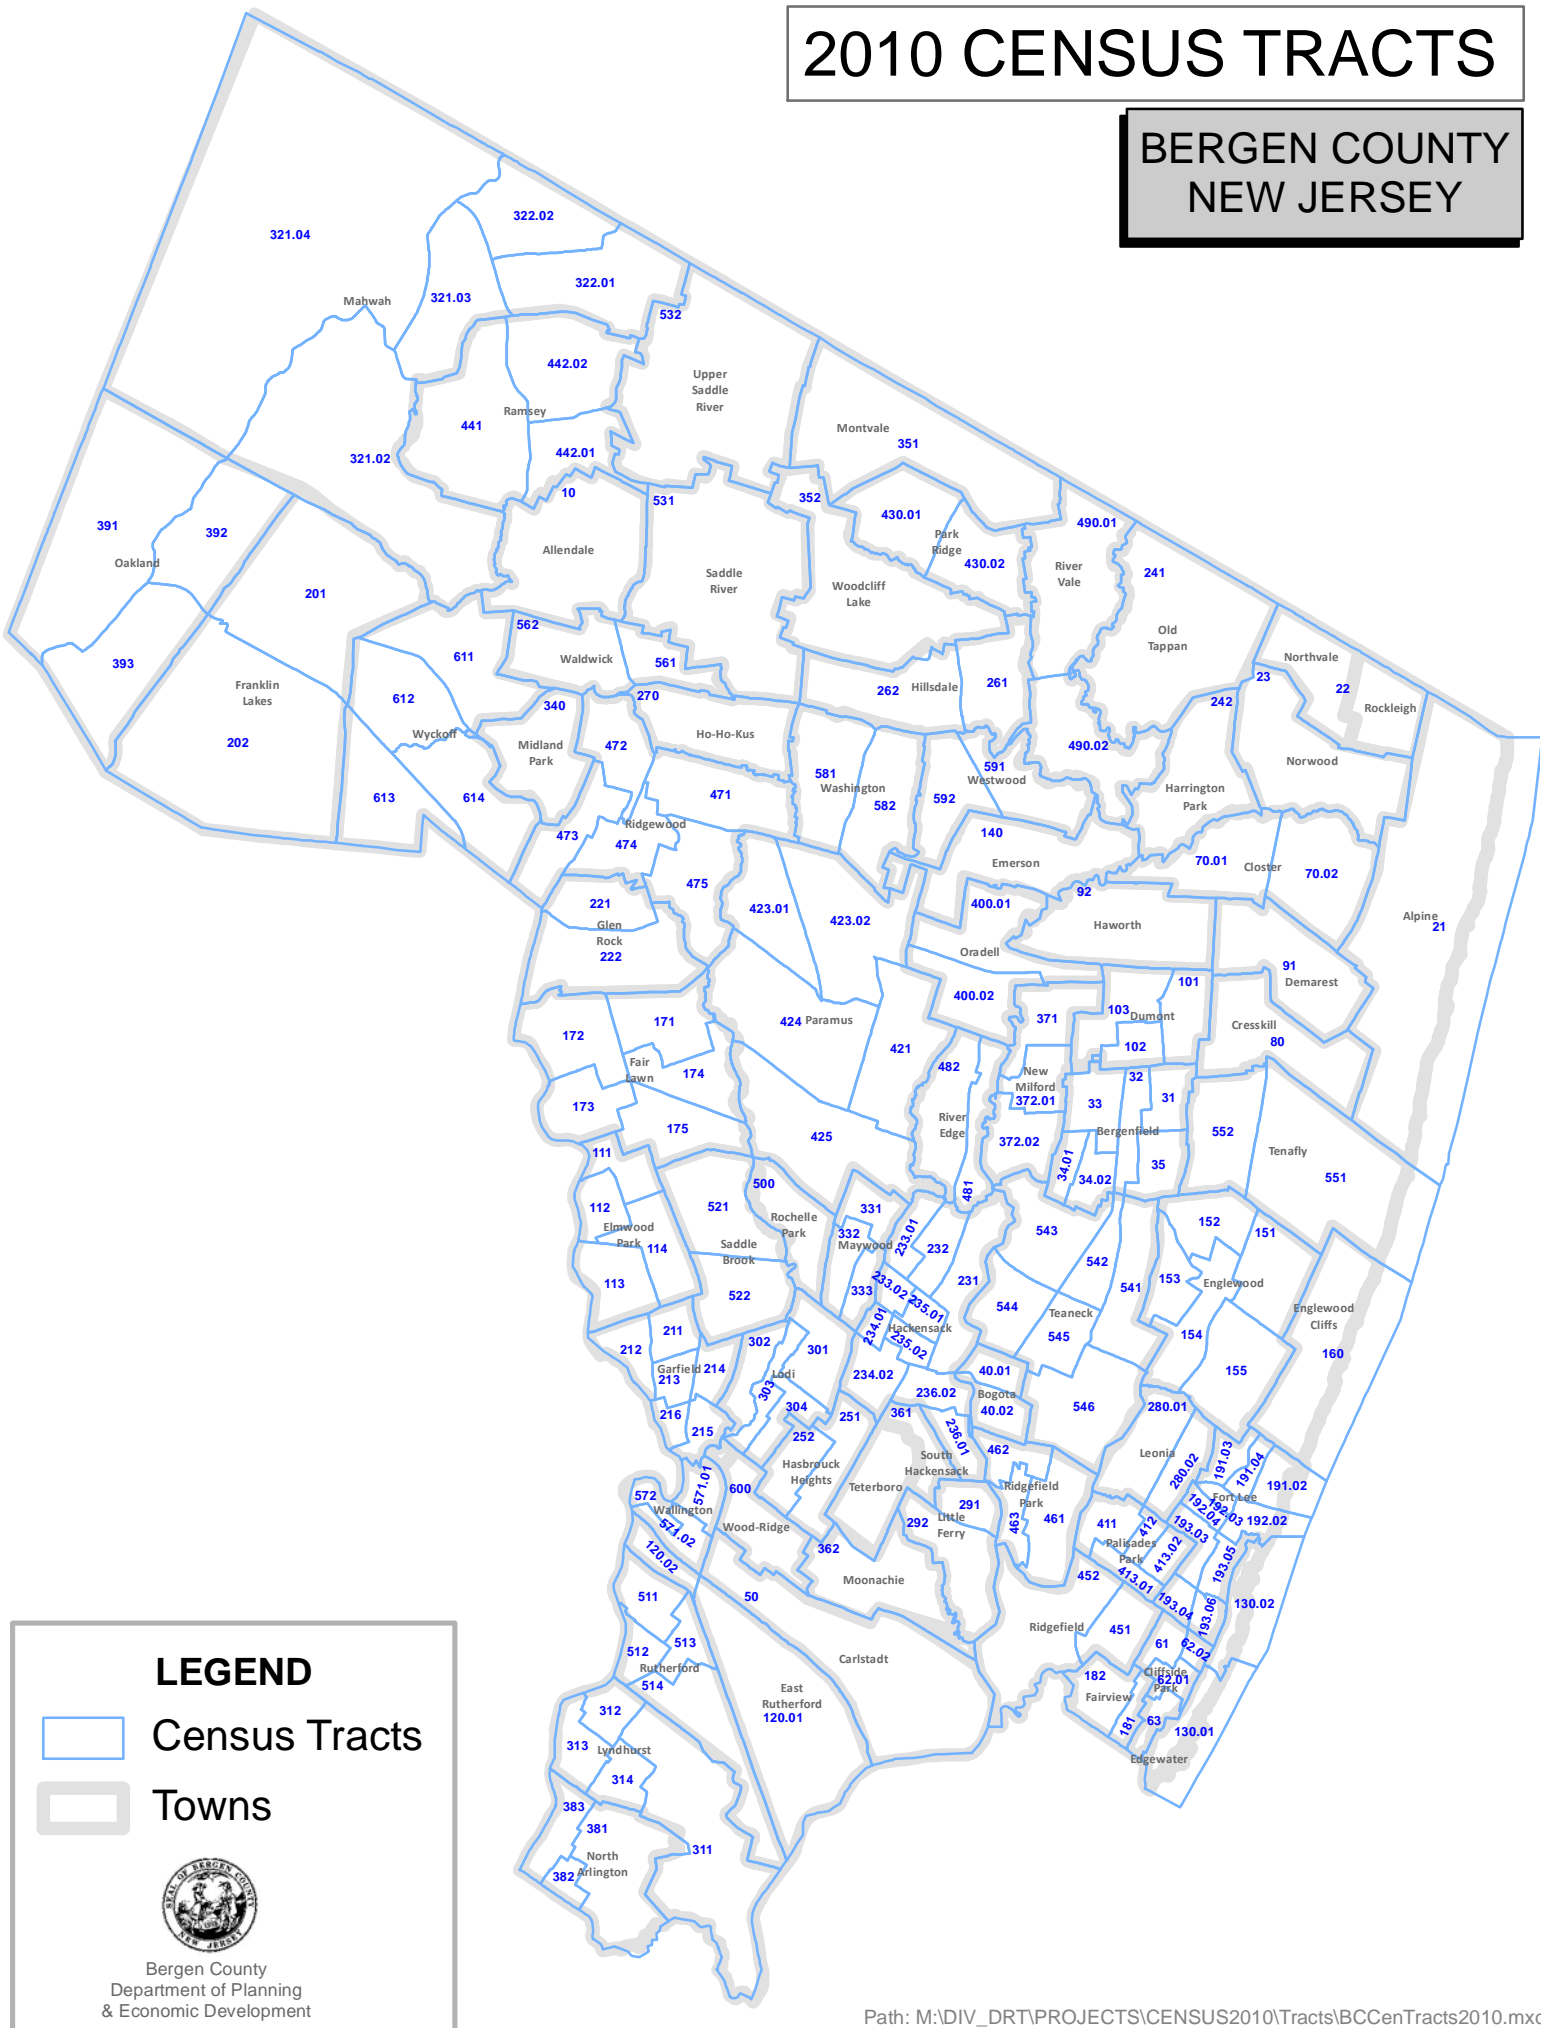 2010 CENSUS TRACTS
BERGEN COUNTY
NEW JERSEY
322.02
321.04
322.01
321.03
Mahwah
532
442.02
Upper
Saddle
River
Ramsey
441
Montvale
351
442.01
321.02
10
352
531
430.01
490.01
391
392
Park
Ridge
Allendale
430.02
Oakland
River
Vale
241
Saddle
River
Woodcliff
Lake
201
562
Old
Tappan
611
Waldwick
561
Northvale
393
23
Franklin
Lakes
262
Hillsdale
261
22
612
340
270
242
Rockleigh
Wyckoff
Ho-Ho-Kus
202
Midland
Park
472
490.02
Norwood
591
581
Westwood
Washington
Harrington
Park
613
614
471
592
582
Ridgewood
473
474
140
Emerson
70.01
Closter
70.02
475
221
423.01
423.02
400.01
92
Haworth
Alpine
21
Glen
Rock
222
Oradell
91
Demarest
101
400.02
103
Dumont
172
171
424
Paramus
371
Cresskill
80
421
102
Fair
Lawn
482
174
New
Milford
32
173
372.01
33
31
River
Edge
175
425
372.02
Bergenfield
552
Tenafly
111
34.01
35
34.02
551
500
481
112
521
331
Rochelle
Park
152
Elmwood
Park
332
233.01
543
151
Saddle
Brook
114
Maywood
232
542
113
522
333
233.02
231
541
153
Englewood
235.01
544
Englewood
Cliffs
Teaneck
211
234.01
Hackensack
212
302
301
235.02
545
154
160
Garfield
214
213
Lodi
234.02
40.01
155
303
236.02
Bogota
40.02
546
280.01
304
216
251
361
215
252
236.01
462
Leonia
Hasbrouck
Heights
South
Hackensack
191.03
191.04
280.02
571.01
600
Teterboro
Ridgefield
Park
191.02
572
Wallington
291
Fort Lee
192.04
192.03
192.02
571.02
Wood-Ridge
292
Little
Ferry
463
461
411
412
193.03
120.02
362
Palisades
Park
413.02
193.05
Moonachie
452
413.01
50
511
193.04
193.06
130.02
Ridgefield
451
512
513
Carlstadt
61
62.02
Rutherford
182
Cliffside
Park
62.01
514
East
Rutherford
120.01
Fairview
312
181
63
130.01
313
Lyndhurst
Edgewater
314
383
381
311
North
Arlington
382
LEGEND
Census Tracts
Towns
SEAL OF BERGEN COUNTY
NEW JERSEY
Bergen County
Department of Planning
& Economic Development
Path: M:\DIV_DRT\PROJECTS\CENSUS2010\Tracts\BCCenTracts2010.mxd